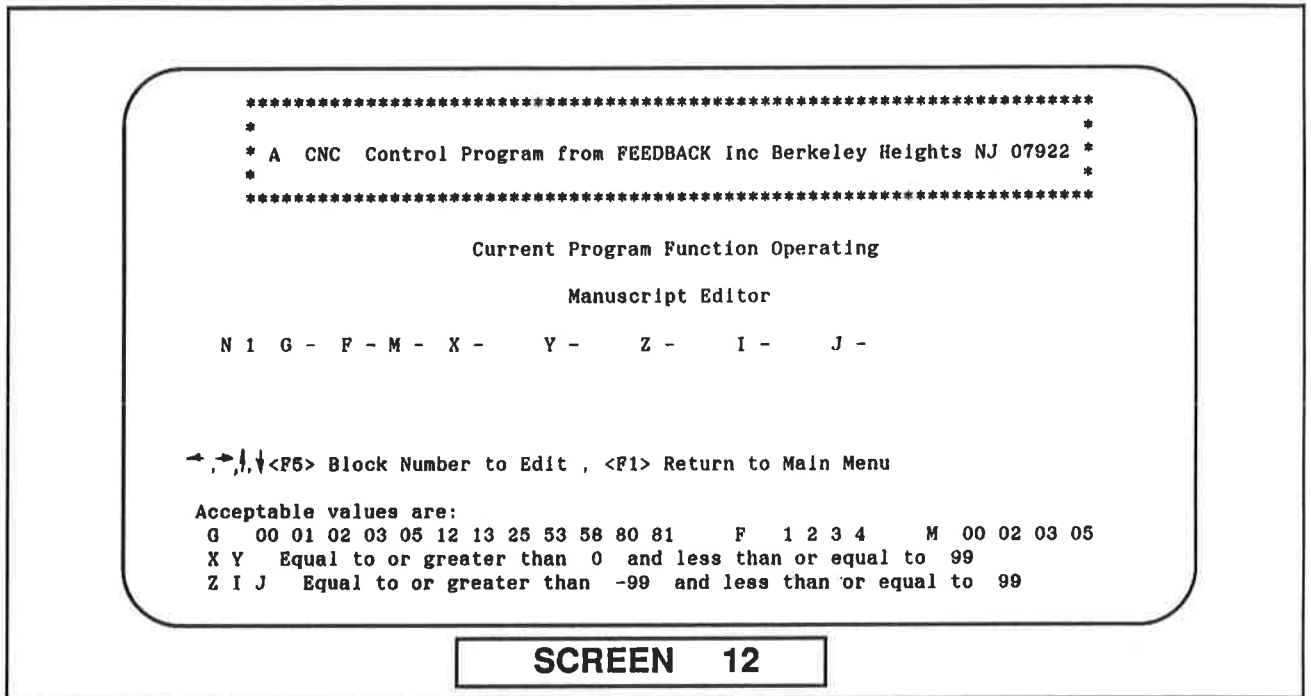 ***********************************************************************
* *
* A CNC Control Program from FEEDBACK Inc Berkeley Heights NJ 07922 *
* *
***********************************************************************
Current Program Function Operating
Manuscript Editor
N 1 G - F - M - X - Y - Z - I - J -
←,→,↑,↓<F5> Block Number to Edit , <F1> Return to Main Menu
Acceptable values are:
G 00 01 02 03 05 12 13 25 53 58 80 81 F 1 2 3 4 M 00 02 03 05
X Y Equal to or greater than 0 and less than or equal to 99
Z I J Equal to or greater than -99 and less than or equal to 99
SCREEN 12